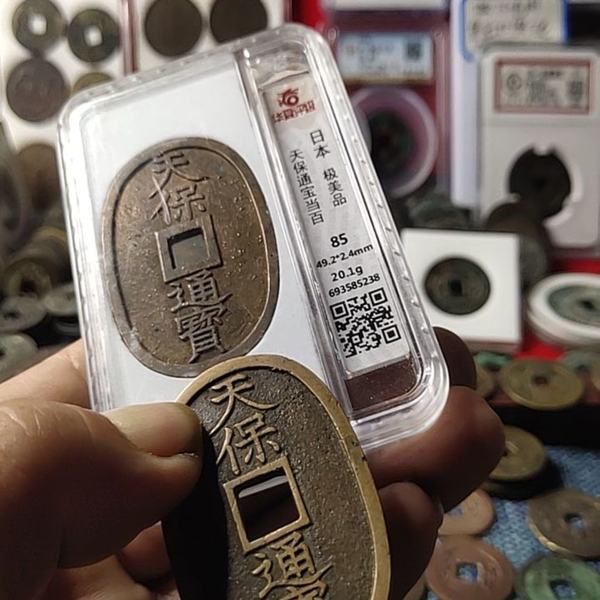 天保
通寶
日本 极美品
天保通宝当百
85
49.2*2.4mm
20.1g
693585238
天保
通寶